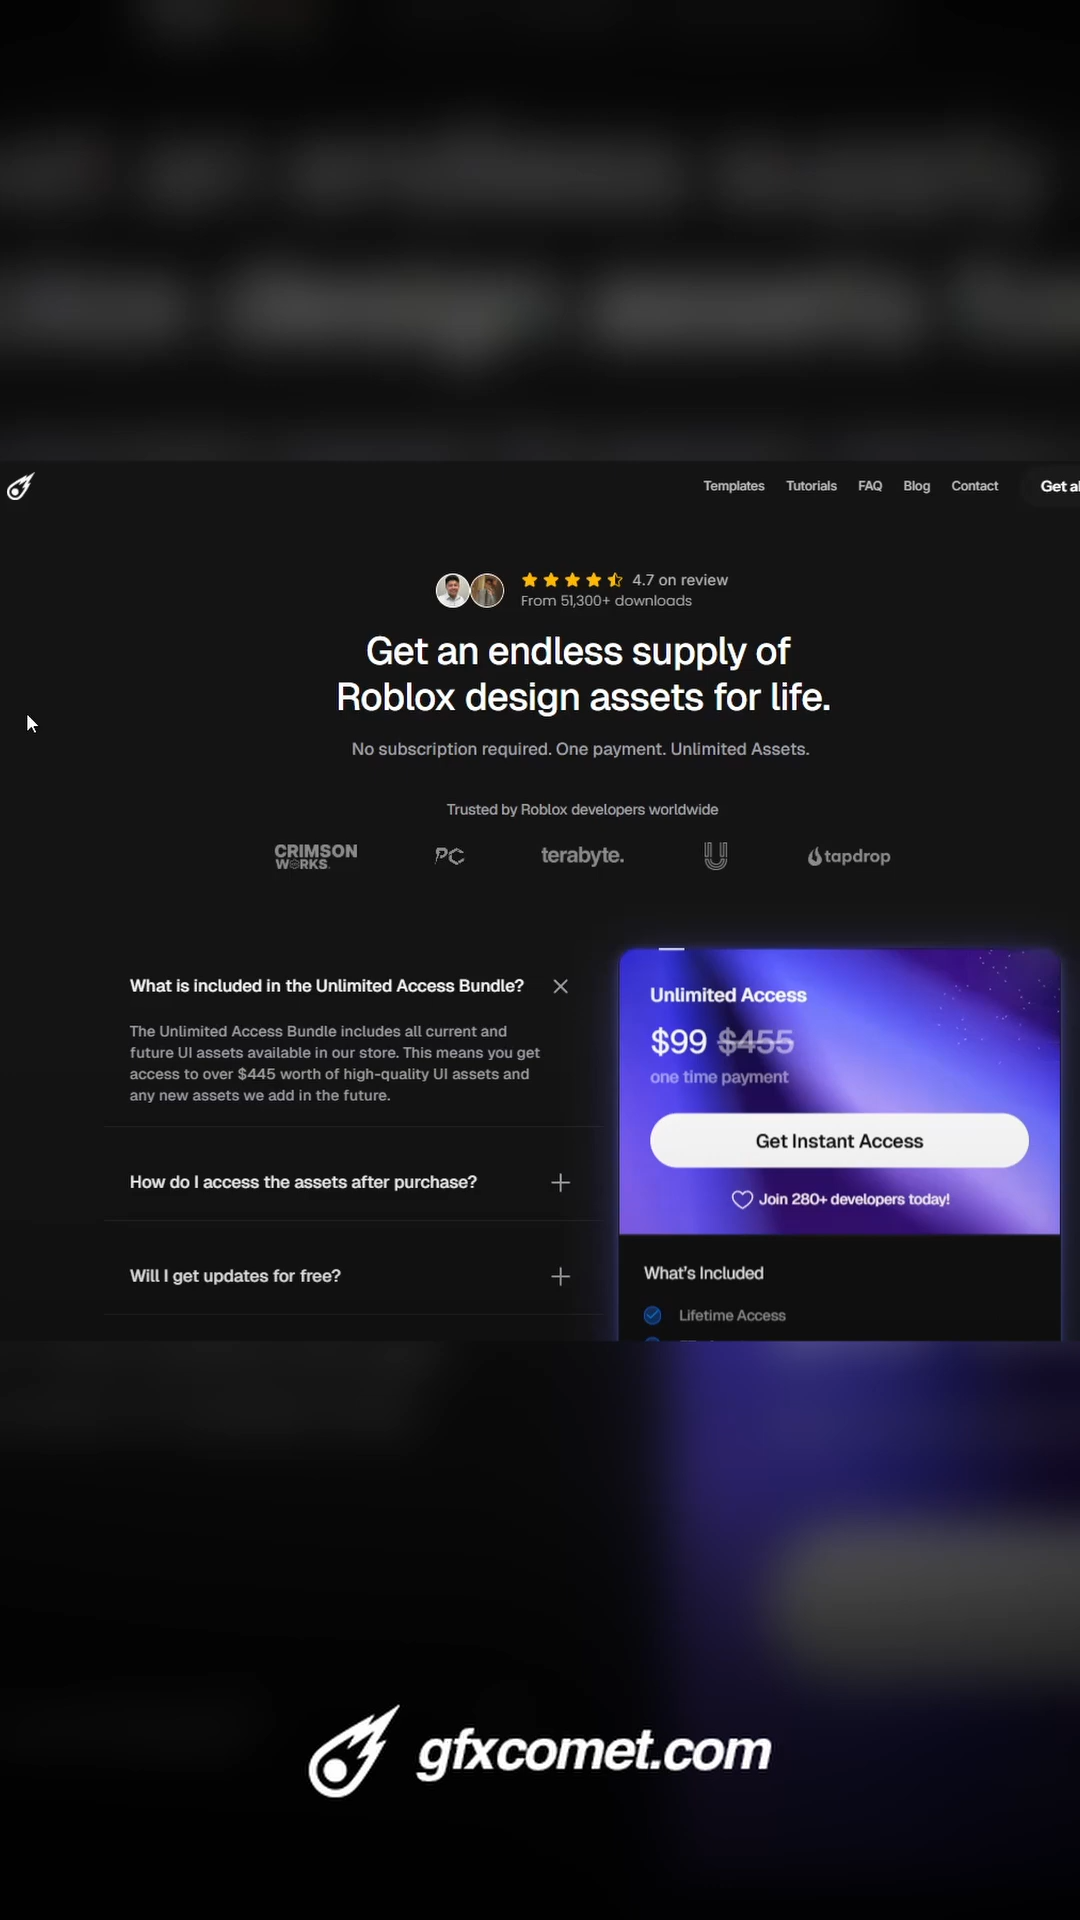 Templates Tutorials FAQ Blog Contact Get al
4.7 on review
From 51,300+ downloads
Get an endless supply of
Roblox design assets for life.
No subscription required. One payment. Unlimited Assets.
Trusted by Roblox developers worldwide
CRIMSON
WORKS.
PC
terabyte.
U
tapdrop
What is included in the Unlimited Access Bundle?
The Unlimited Access Bundle includes all current and
future UI assets available in our store. This means you get
access to over $445 worth of high-quality UI assets and
any new assets we add in the future.
How do I access the assets after purchase?
Will I get updates for free?
Unlimited Access
$99 $455
one time payment
Get Instant Access
Join 280+ developers today!
What's Included
Lifetime Access
gfxcomet.com